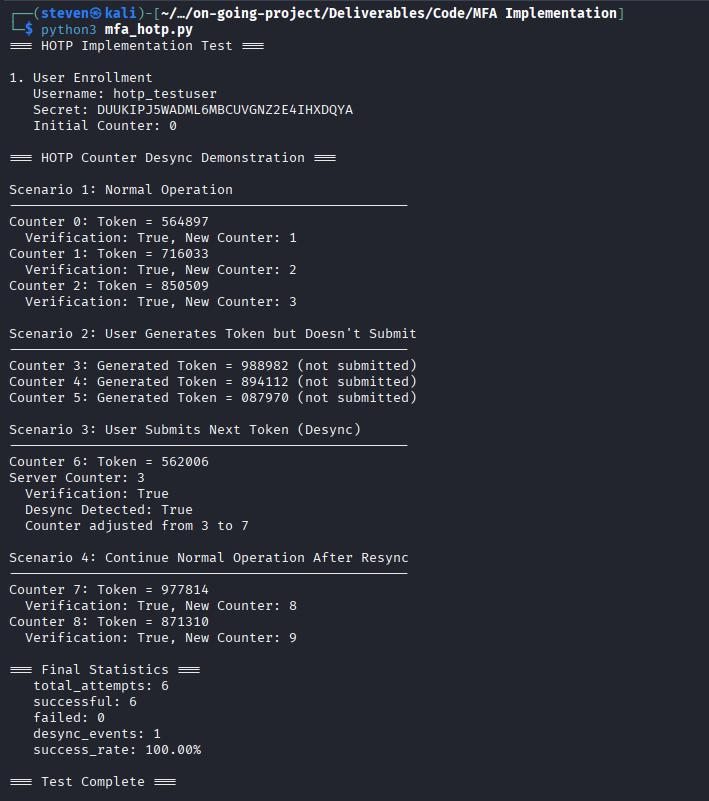 ┌──(steven㉿kali)-[~/…/on-going-project/Deliverables/Code/MFA Implementation]
└─$ python3 mfa_hotp.py
=== HOTP Implementation Test ===
1. User Enrollment
Username: hotp_testuser
Secret: DUUKIPJ5WADML6MBCUVGNZ2E4IHXDQYA
Initial Counter: 0
=== HOTP Counter Desync Demonstration ===
Scenario 1: Normal Operation
Counter 0: Token = 564897
Verification: True, New Counter: 1
Counter 1: Token = 716033
Verification: True, New Counter: 2
Counter 2: Token = 850509
Verification: True, New Counter: 3
Scenario 2: User Generates Token but Doesn't Submit
Counter 3: Generated Token = 988982 (not submitted)
Counter 4: Generated Token = 894112 (not submitted)
Counter 5: Generated Token = 087970 (not submitted)
Scenario 3: User Submits Next Token (Desync)
Counter 6: Token = 562006
Server Counter: 3
Verification: True
Desync Detected: True
Counter adjusted from 3 to 7
Scenario 4: Continue Normal Operation After Resync
Counter 7: Token = 977814
Verification: True, New Counter: 8
Counter 8: Token = 871310
Verification: True, New Counter: 9
=== Final Statistics ===
total_attempts: 6
successful: 6
failed: 0
desync_events: 1
success_rate: 100.00%
=== Test Complete ===